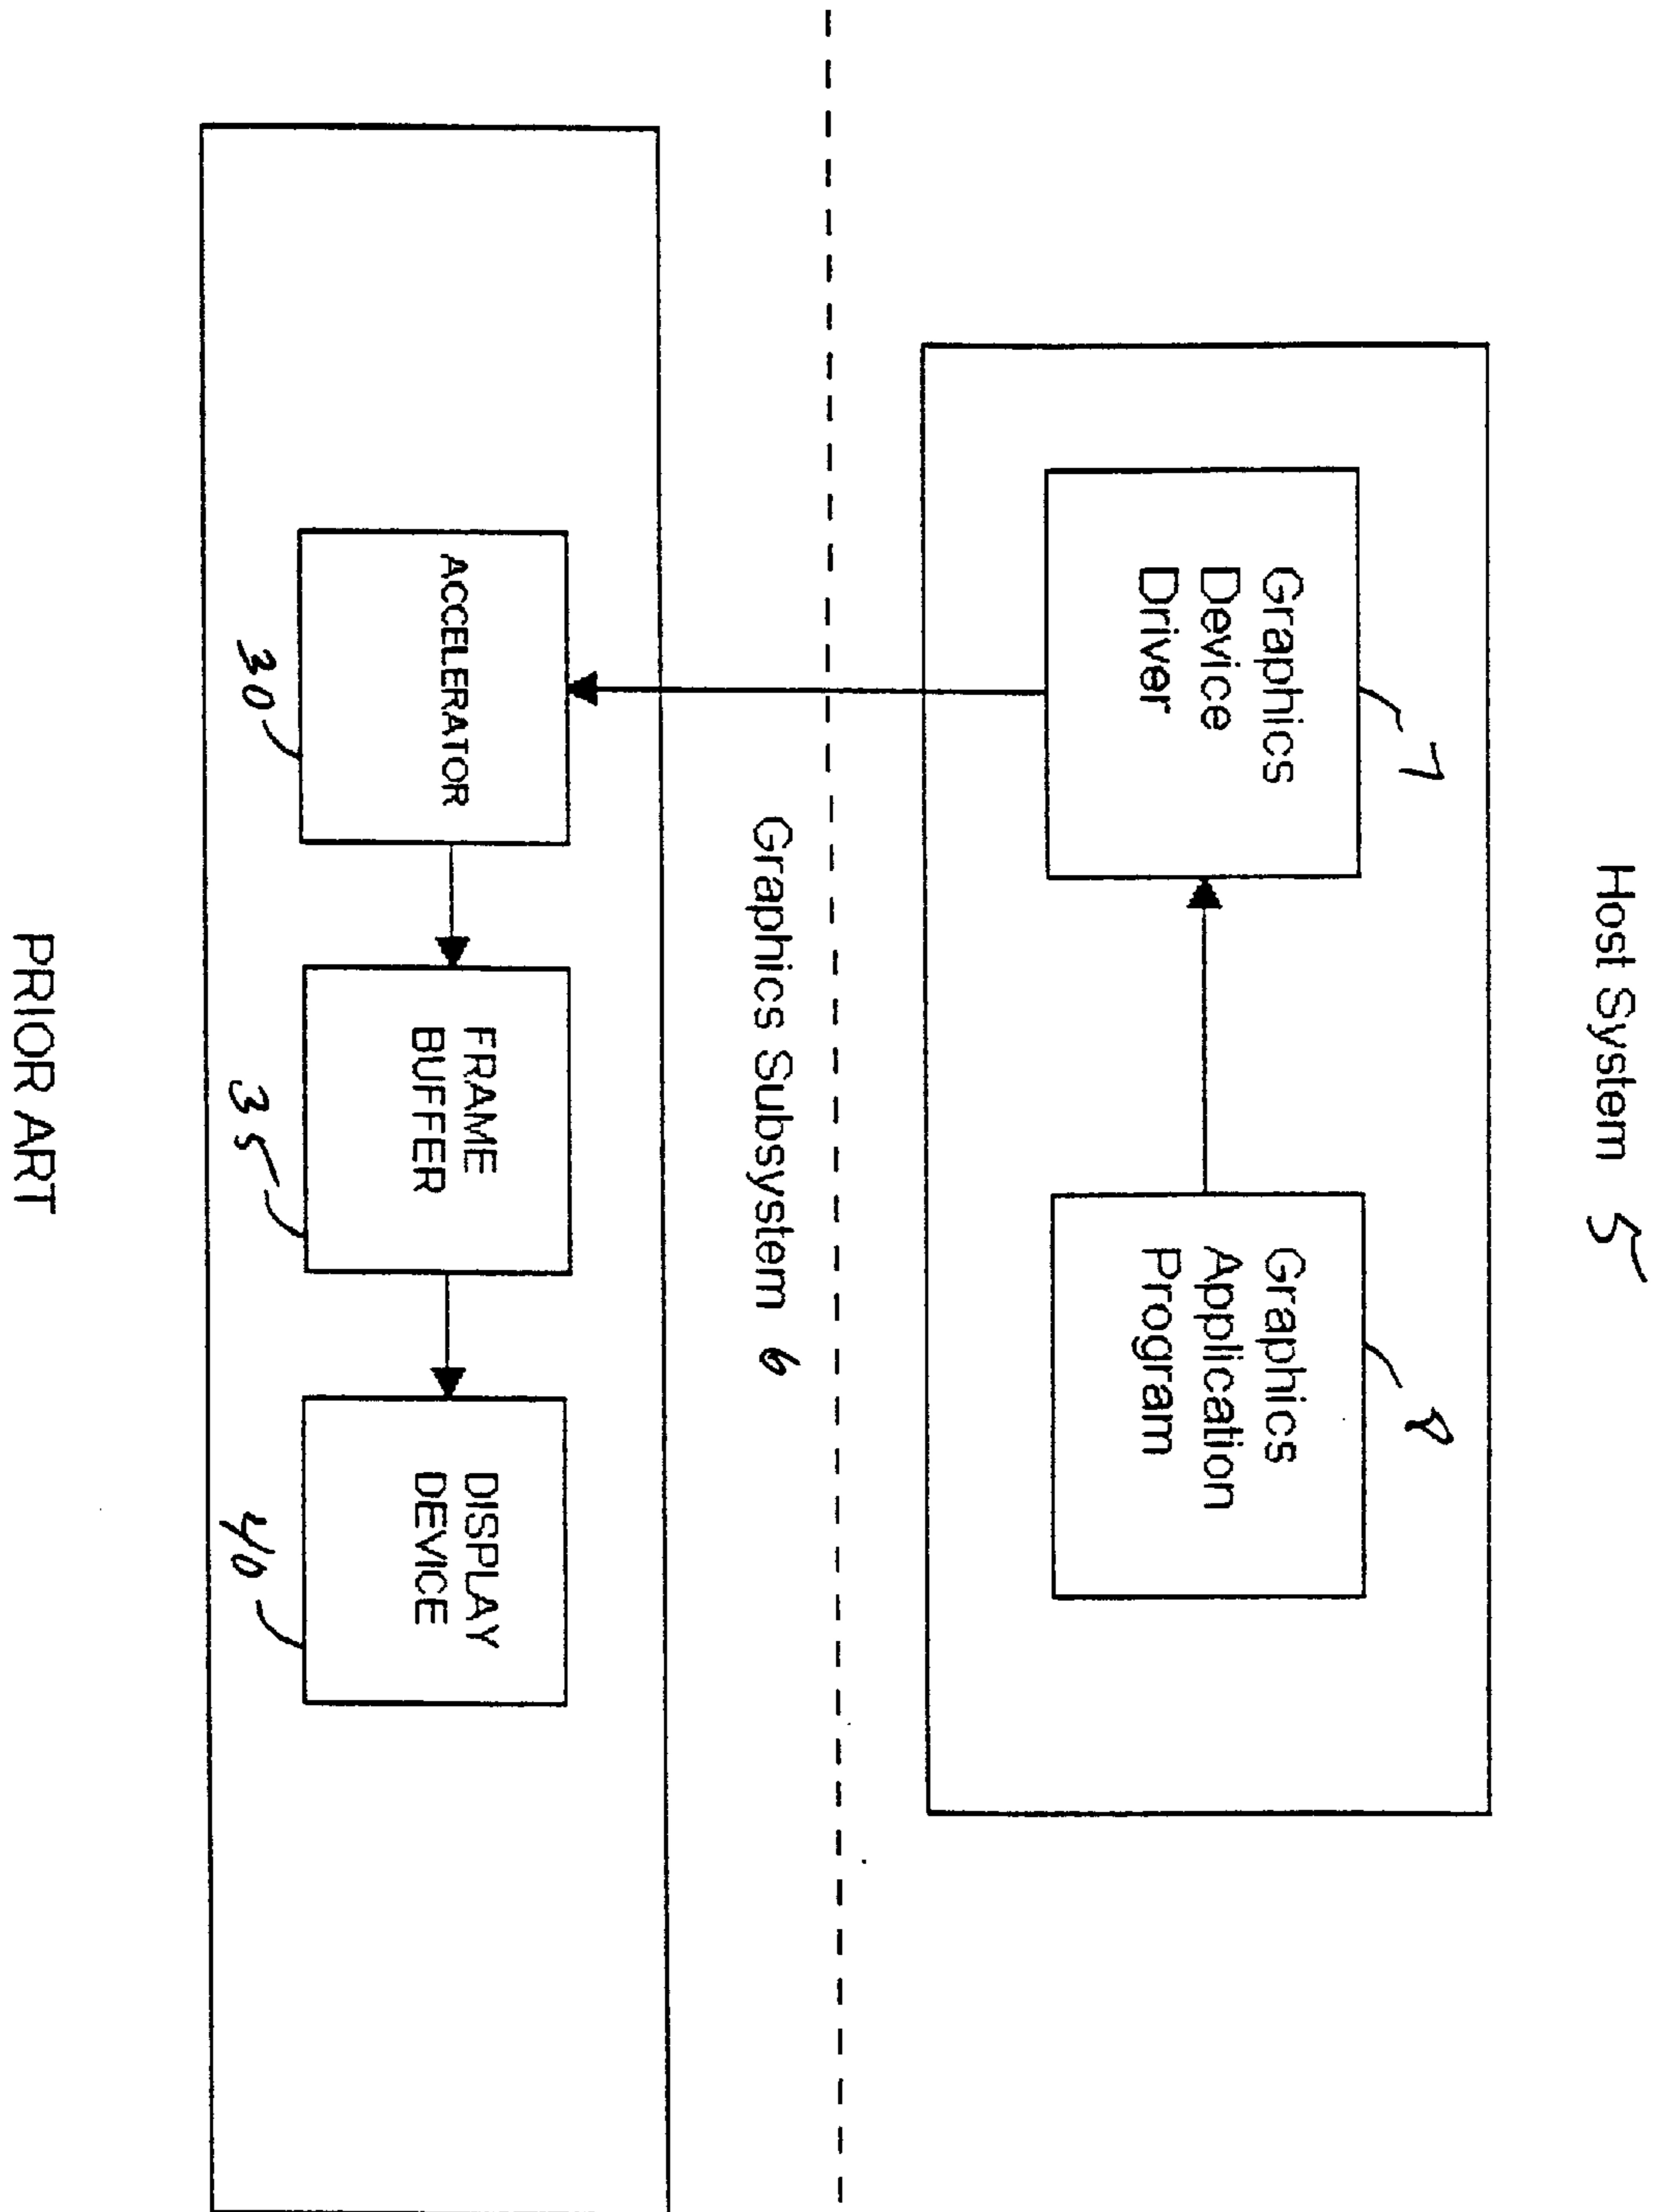 Host System 5
7
Graphics
Device
Driver
8
Graphics
Application
Program
Graphics Subsystem 6
ACCELERATOR
30
FRAME
BUFFER
35
DISPLAY
DEVICE
40
PRIOR ART